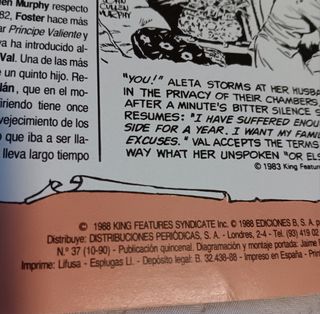 en Murphy respecto
82, Foster hace más
ar Príncipe Valiente y
ya ha introducido al-
Val. Una de las más
e un quinto hijo. Re-
lán, que en el mo-
iriendo tiene once
vejecimiento de los
o que iba a ser lla-
lleva largo tiempo
CULLEN
MURPHY
"YOU!" ALETA STORMS AT HER HUSBA
IN THE PRIVACY OF THEIR CHAMBERS,
AFTER A MINUTE'S BITTER SILENCE S
RESUMES: "I HAVE SUFFERED ENOU
SIDE FOR A YEAR. I WANT MY FAMIL
EXCUSES." VAL ACCEPTS THE TERMS
WAY WHAT HER UNSPOKEN "OR ELS
© 1983 King Featur
© 1988 KING FEATURES SYNDICATE Inc. © 1988 EDICIONES B, S. A. p
Distribuye: DISTRIBUCIONES PERIÓDICAS, S. A. - Londres, 2-4 - Tel. (93) 419 02
N.º 37 (10-90) - Publicación quincenal. Diagramación y montaje portada: Jaime
Imprime: Lifusa - Esplugas Ll. - Depósito legal: B. 32.438-88 - Impreso en España - Prin